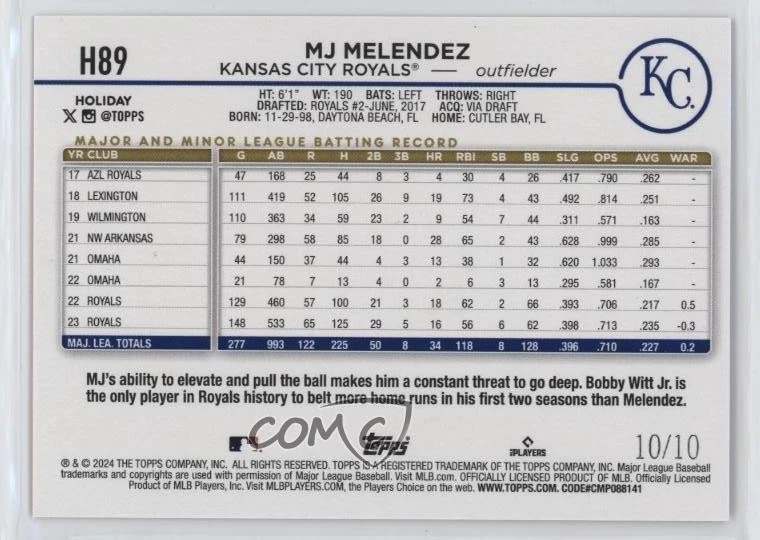 H89
MJ MELENDEZ
KANSAS CITY ROYALS® — outfielder
KC
HOLIDAY
X @TOPPS
HT: 6'1" WT: 190 BATS: LEFT THROWS: RIGHT
DRAFTED: ROYALS #2-JUNE, 2017 ACQ: VIA DRAFT
BORN: 11-29-98, DAYTONA BEACH, FL HOME: CUTLER BAY, FL
MAJOR AND MINOR LEAGUE BATTING RECORD
YR CLUB G AB R H 2B 3B HR RBI SB BB SLG OPS AVG WAR
17 AZL ROYALS 47 168 25 44 8 3 4 30 4 26 .417 .790 .262 -
18 LEXINGTON 111 419 52 105 26 9 19 73 4 43 .492 .814 .251 -
19 WILMINGTON 110 363 34 59 23 2 9 54 7 44 .311 .571 .163 -
21 NW ARKANSAS 79 298 58 85 18 0 28 65 2 43 .628 .999 .285 -
21 OMAHA 44 150 37 44 4 3 13 38 1 32 .620 1.033 .293 -
22 OMAHA 21 78 7 13 4 0 2 6 3 13 .295 .581 .167 -
22 ROYALS 129 460 57 100 21 3 18 62 2 66 .393 .706 .217 0.5
23 ROYALS 148 533 65 125 29 5 16 56 6 62 .398 .713 .235 -0.3
MAJ. LEA. TOTALS 277 993 122 225 50 8 34 118 8 128 .396 .710 .227 0.2
MJ's ability to elevate and pull the ball makes him a constant threat to go deep. Bobby Witt Jr. is
the only player in Royals history to belt more home runs in his first two seasons than Melendez.
COMC
Topps
PLAYERS
10/10
® & © 2024 THE TOPPS COMPANY, INC. ALL RIGHTS RESERVED. TOPPS IS A REGISTERED TRADEMARK OF THE TOPPS COMPANY, INC. Major League Baseball
trademarks and copyrights are used with permission of Major League Baseball. Visit MLB.com. OFFICIALLY LICENSED PRODUCT OF MLB. Officially Licensed
Product of MLB Players, Inc. Visit MLBPLAYERS.COM, the Players Choice on the web. WWW.TOPPS.COM. CODE#CMP088141